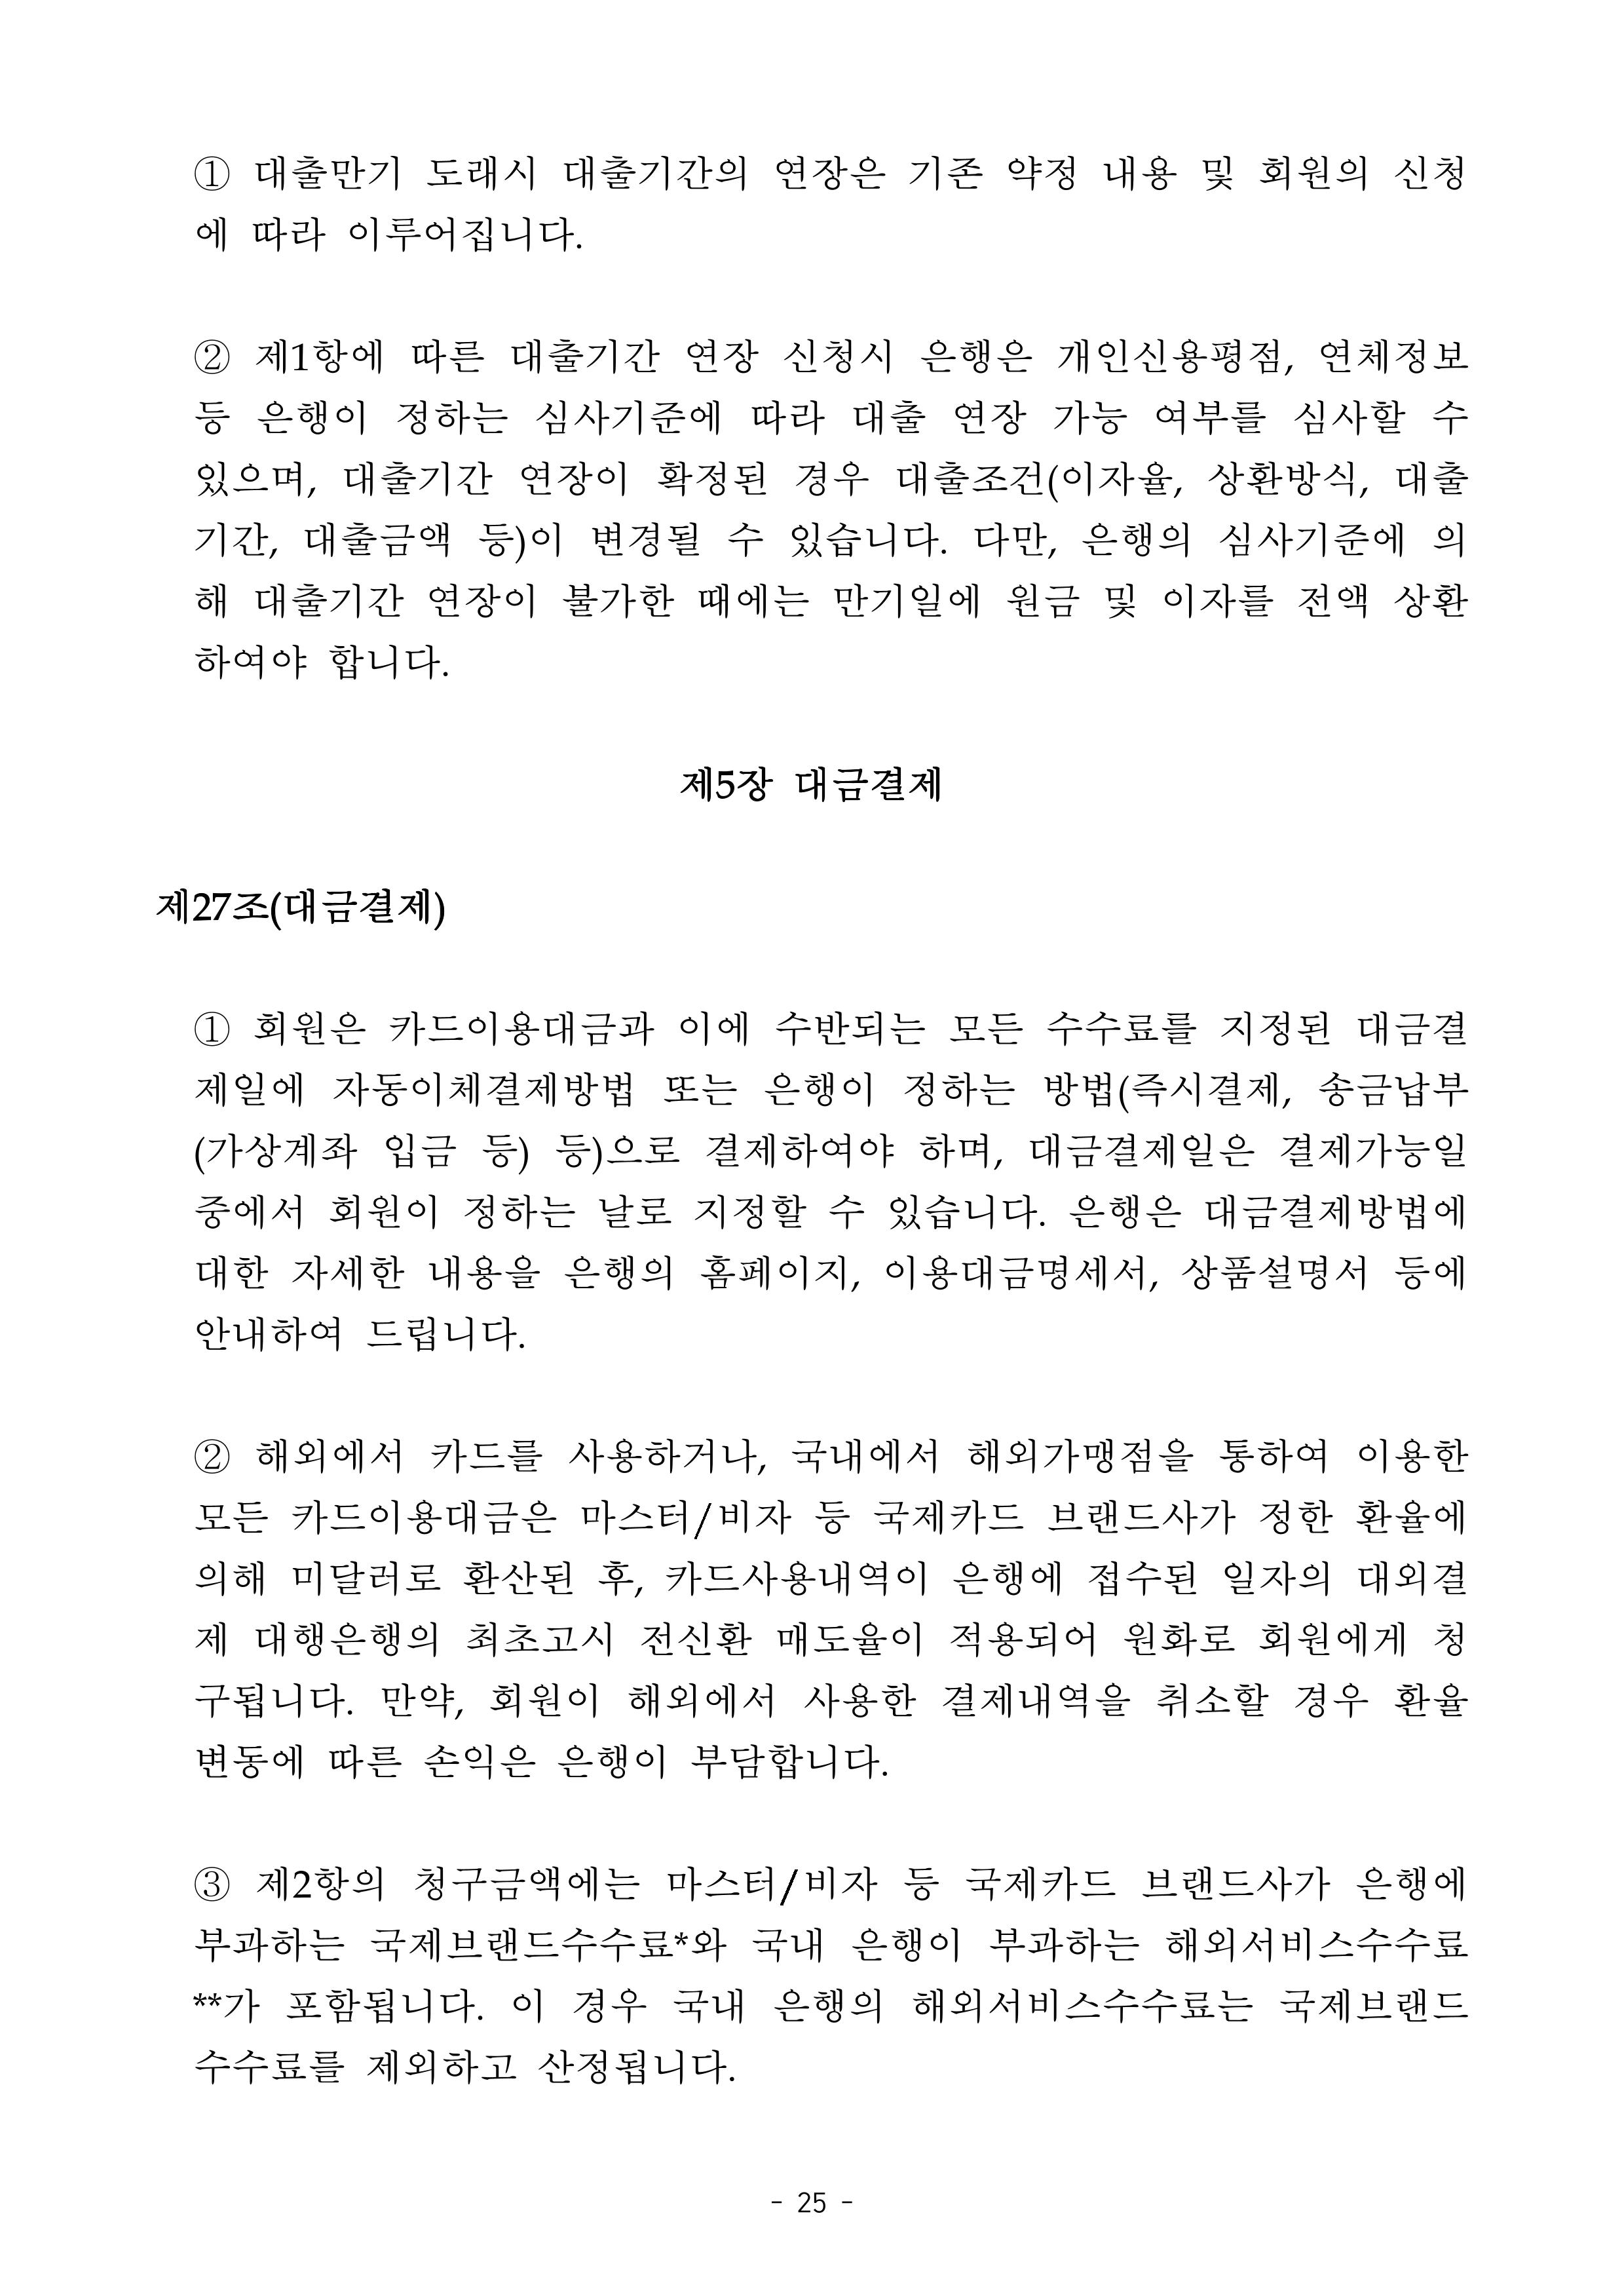 ① 대출만기 도래시 대출기간의 연장은 기존 약정 내용 및 회원의 신청
에 따라 이루어집니다.
② 제1항에 따른 대출기간 연장 신청시 은행은 개인신용평점, 연체정보
등 은행이 정하는 심사기준에 따라 대출 연장 가능 여부를 심사할 수
있으며, 대출기간 연장이 확정된 경우 대출조건(이자율, 상환방식, 대출
기간, 대출금액 등)이 변경될 수 있습니다. 다만, 은행의 심사기준에 의
해 대출기간 연장이 불가한 때에는 만기일에 원금 및 이자를 전액 상환
하여야 합니다.
제5장 대금결제
제27조(대금결제)
① 회원은 카드이용대금과 이에 수반되는 모든 수수료를 지정된 대금결
제일에 자동이체결제방법 또는 은행이 정하는 방법(즉시결제, 송금납부
(가상계좌 입금 등) 등)으로 결제하여야 하며, 대금결제일은 결제가능일
중에서 회원이 정하는 날로 지정할 수 있습니다. 은행은 대금결제방법에
대한 자세한 내용을 은행의 홈페이지, 이용대금명세서, 상품설명서 등에
안내하여 드립니다.
② 해외에서 카드를 사용하거나, 국내에서 해외가맹점을 통하여 이용한
모든 카드이용대금은 마스터/비자 등 국제카드 브랜드사가 정한 환율에
의해 미달러로 환산된 후, 카드사용내역이 은행에 접수된 일자의 대외결
제 대행은행의 최초고시 전신환 매도율이 적용되어 원화로 회원에게 청
구됩니다. 만약, 회원이 해외에서 사용한 결제내역을 취소할 경우 환율
변동에 따른 손익은 은행이 부담합니다.
③ 제2항의 청구금액에는 마스터/비자 등 국제카드 브랜드사가 은행에
부과하는 국제브랜드수수료*와 국내 은행이 부과하는 해외서비스수수료
**가 포함됩니다. 이 경우 국내 은행의 해외서비스수수료는 국제브랜드
수수료를 제외하고 산정됩니다.
- 25 -